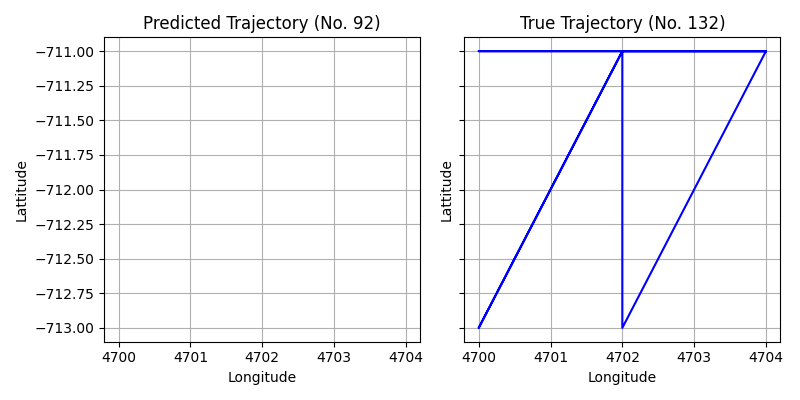 Predicted Trajectory (No. 92)
True Trajectory (No. 132)
−711.00
−711.25
−711.50
−711.75
−712.00
−712.25
−712.50
−712.75
−713.00
Lattitude
Lattitude
4700 4701 4702 4703 4704
4700 4701 4702 4703 4704
Longitude
Longitude